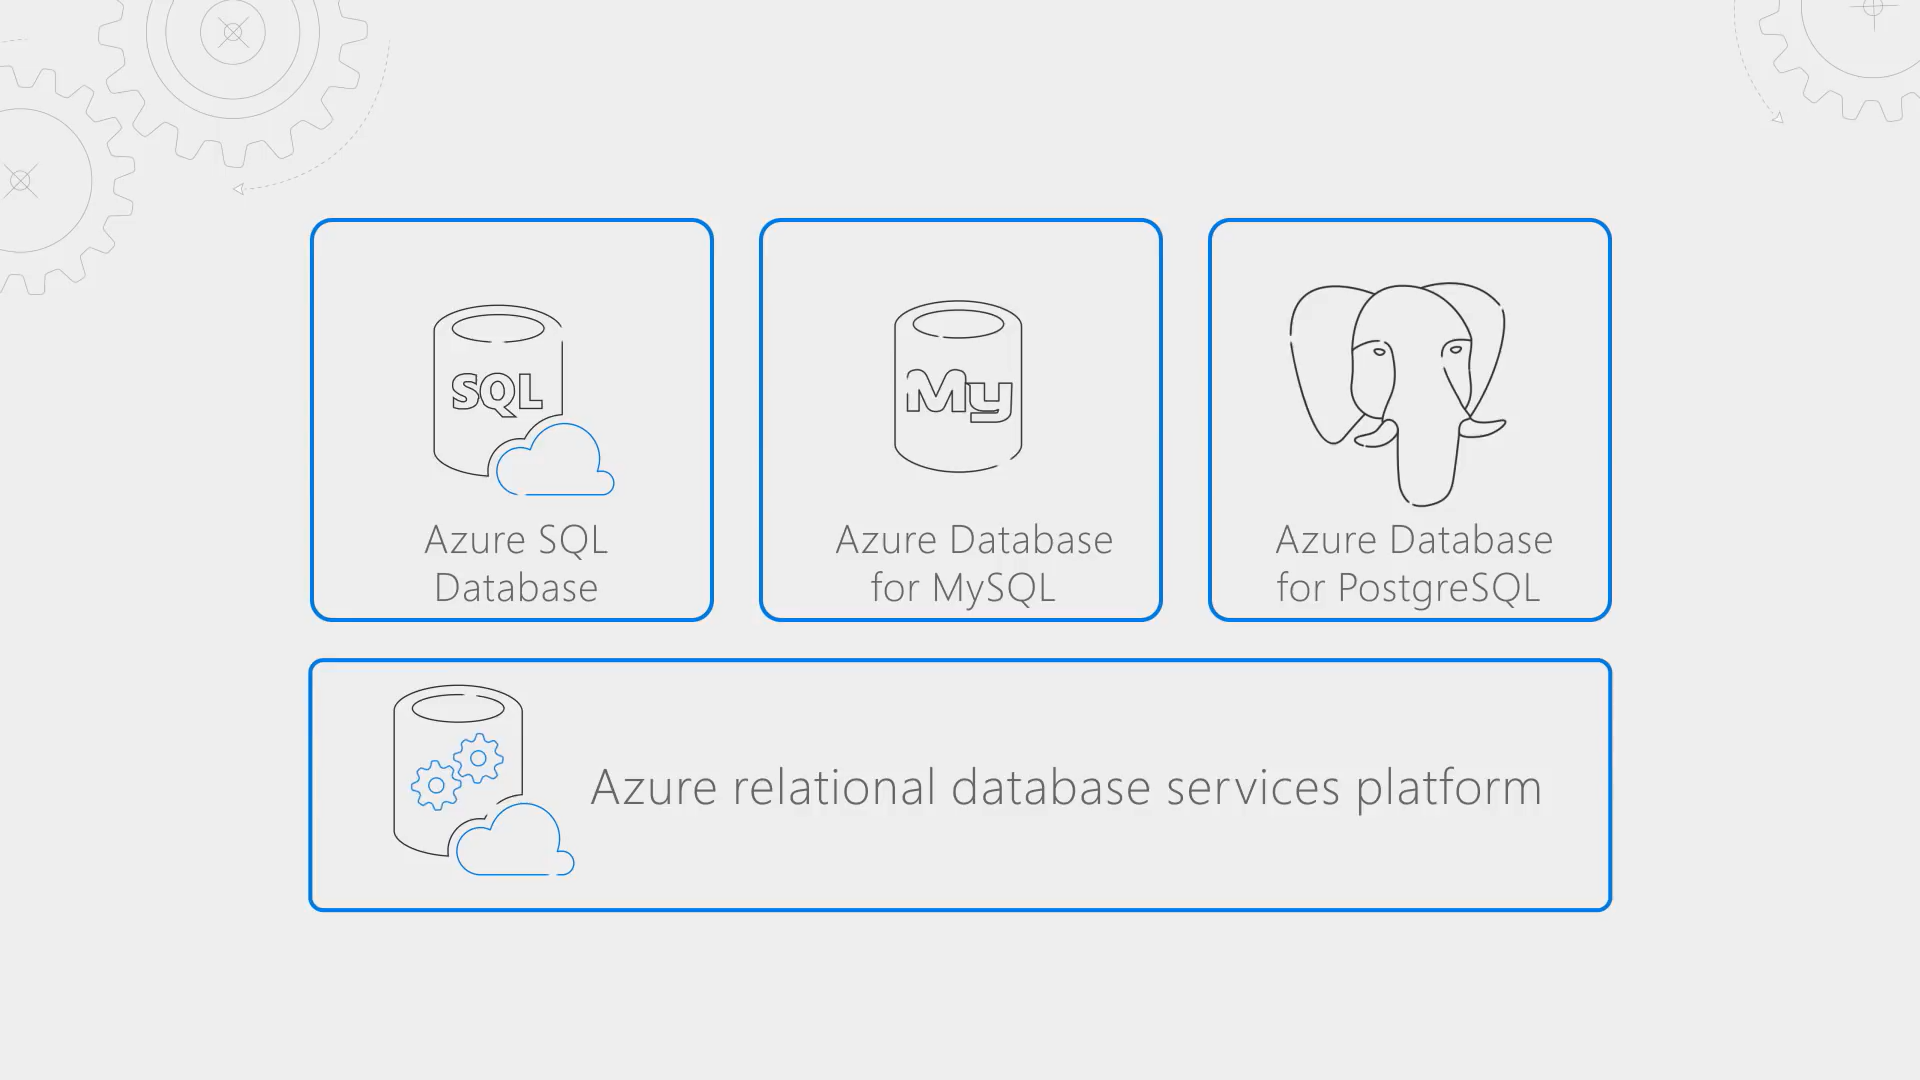 SQL
Azure SQL
Database
My
Azure Database
for MySQL
Azure Database
for PostgreSQL
Azure relational database services platform